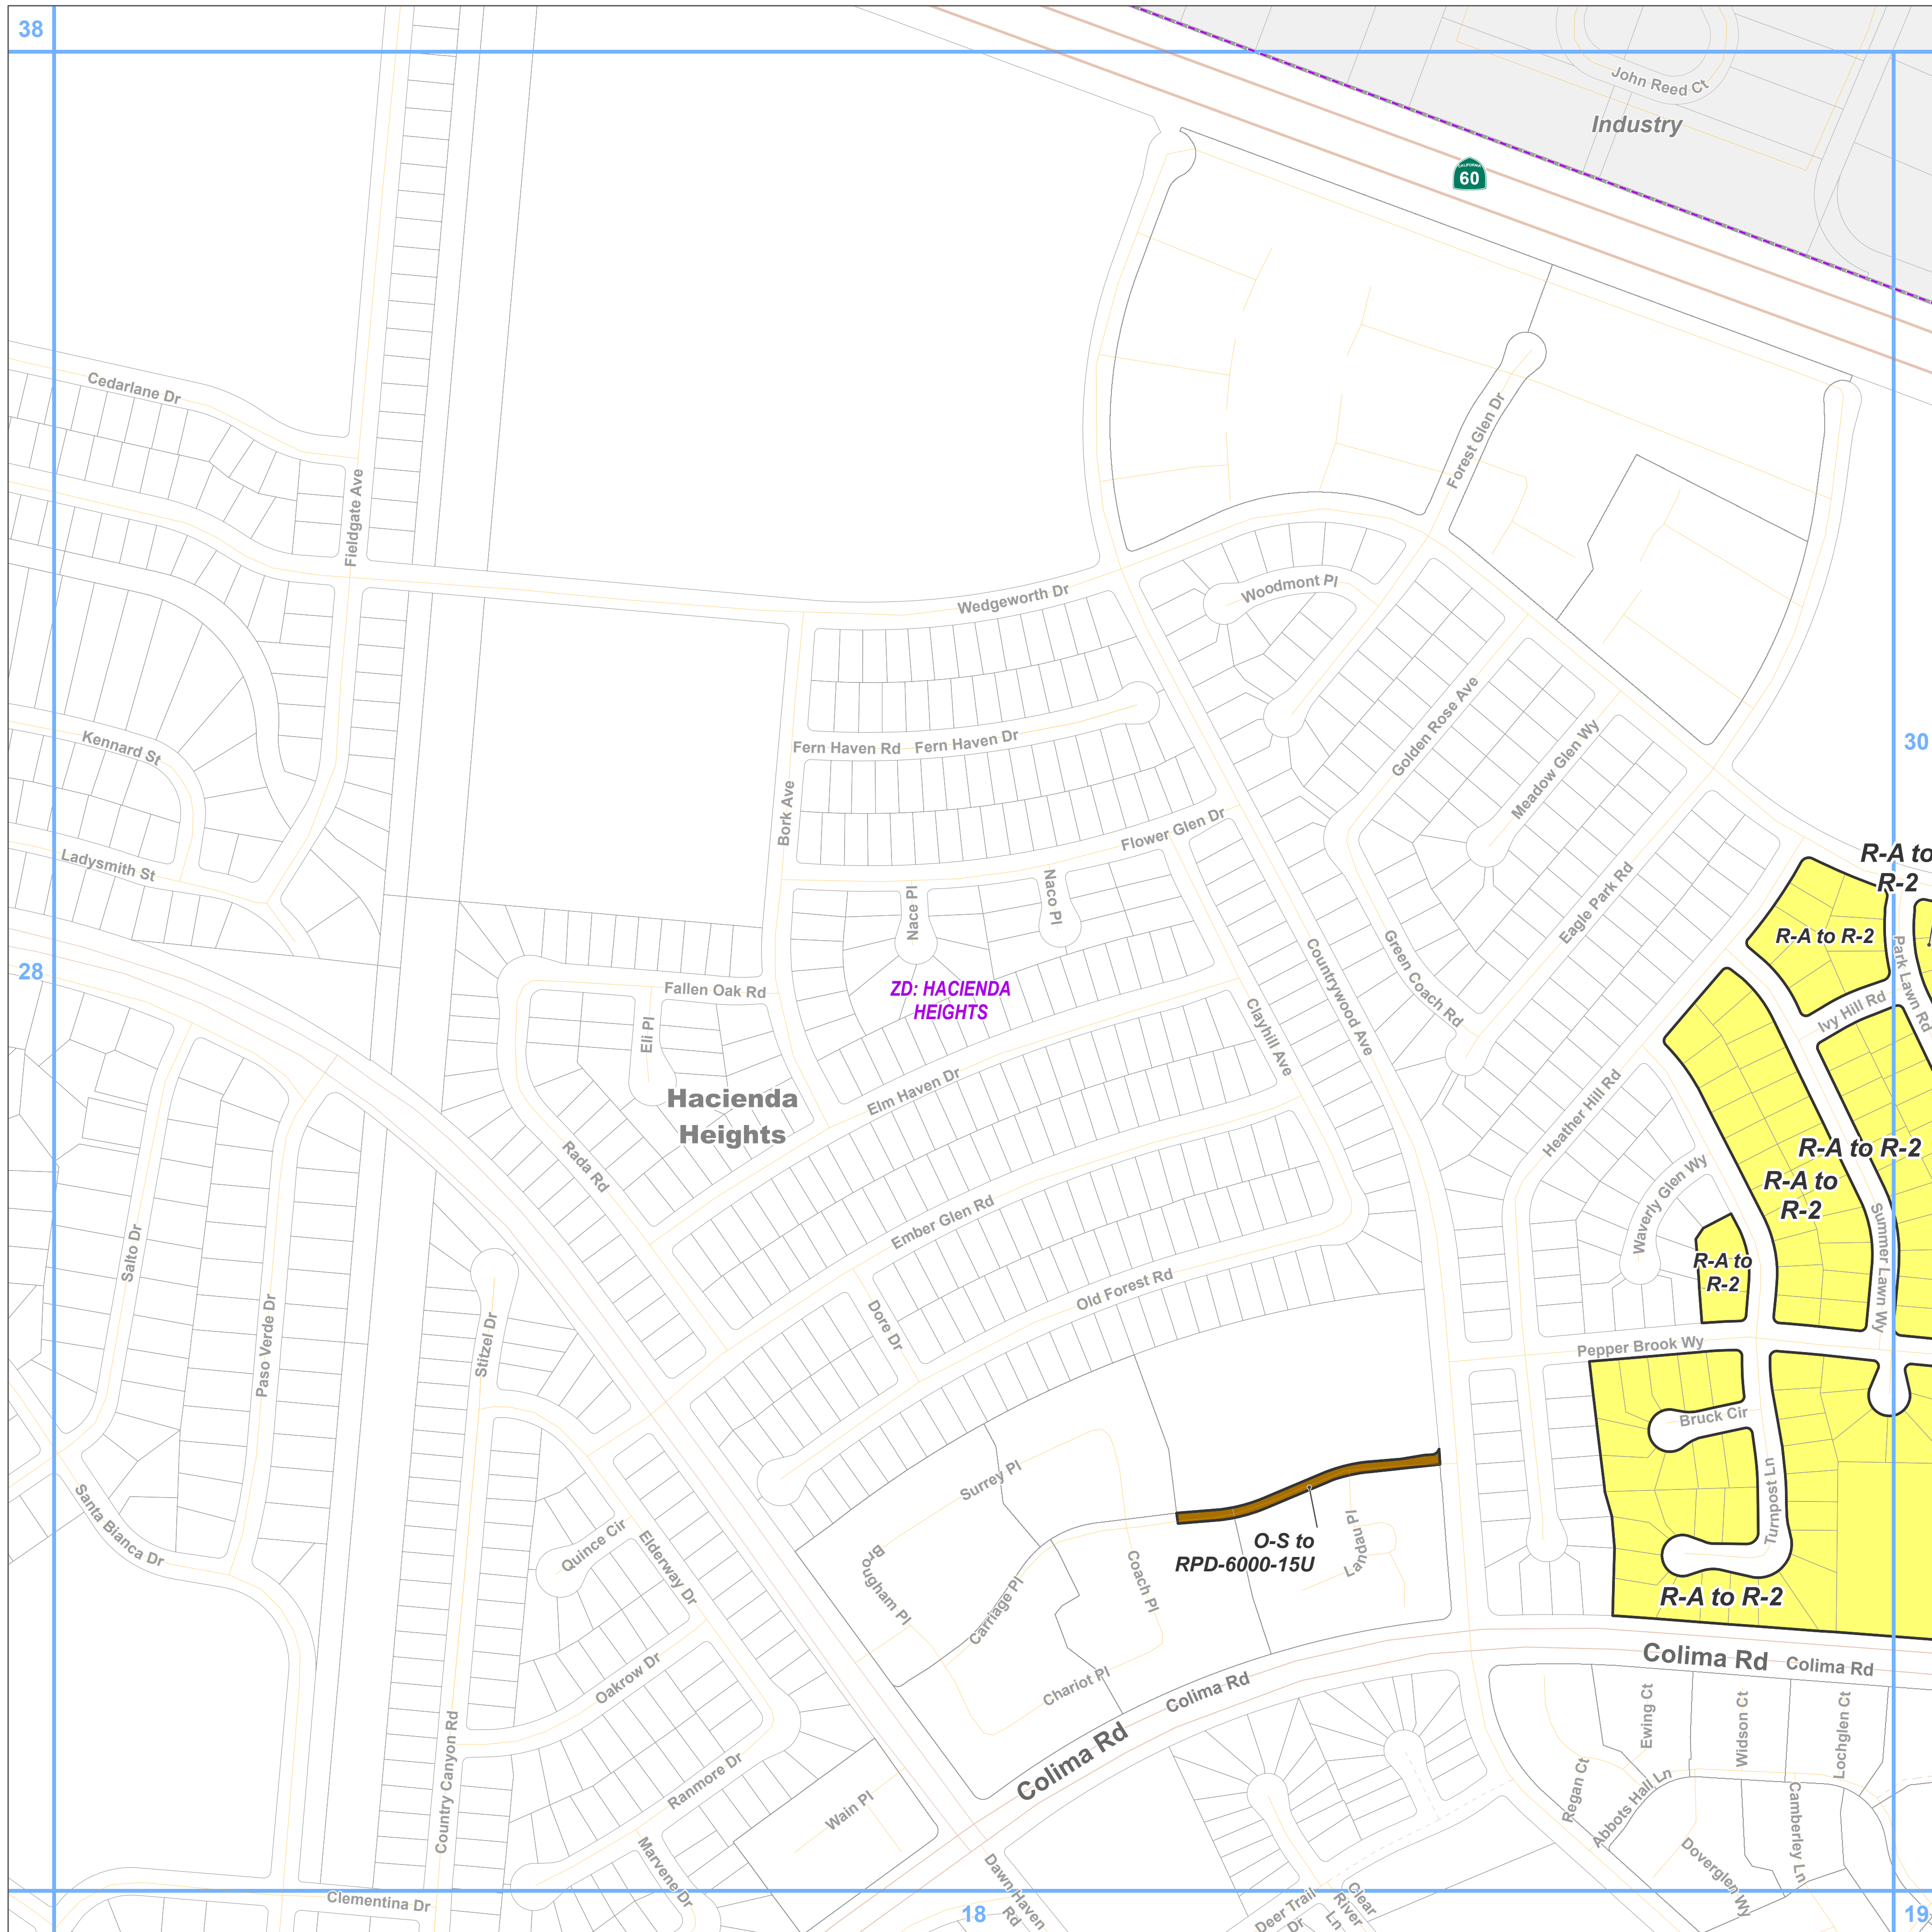 38
John Reed Ct
Industry
CALIFORNIA
60
Cedarlane Dr
Fieldgate Ave
Forest Glen Dr
Wedgeworth Dr
Woodmont Pl
Kennard St
Golden Rose Ave
Meadow Glen Wy
30
Fern Haven Rd
Fern Haven Dr
Bork Ave
Flower Glen Dr
Ladysmith St
R-A to
R-2
Nace Pl
Naco Pl
Eagle Park Rd
R-A to R-2
Park Lawn Rd
28
Fallen Oak Rd
ZD: HACIENDA
HEIGHTS
Green Coach Rd
Countrywood Ave
Clayhill Ave
Ivy Hill Rd
Eli Pl
Hacienda
Heights
Elm Haven Dr
Heather Hill Rd
Rada Rd
R-A to R-2
R-A to
R-2
Waverly Glen Wy
Ember Glen Rd
Salto Dr
Summer Lawn Wy
R-A to
R-2
Old Forest Rd
Dore Dr
Paso Verde Dr
Stitzel Dr
Pepper Brook Wy
Bruck Cir
Surrey Pl
Turnpost Ln
Santa Bianca Dr
Quince Cir
Elderway Dr
O-S to
RPD-6000-15U
Landau Pl
Brougham Pl
Carriage Pl
Coach Pl
R-A to R-2
Oakrow Dr
Chariot Pl
Colima Rd
Colima Rd
Colima Rd
Colima Rd
Ewing Ct
Widson Ct
Lochglen Ct
Country Canyon Rd
Ranmore Dr
Wain Pl
Regan Ct
Abbots Hall Ln
Camberley Ln
Doverglen Wy
Marvene Dr
Clementina Dr
Dawn Haven
Rd
Deer Trail
Dr
Clear
River
Ln
18
19